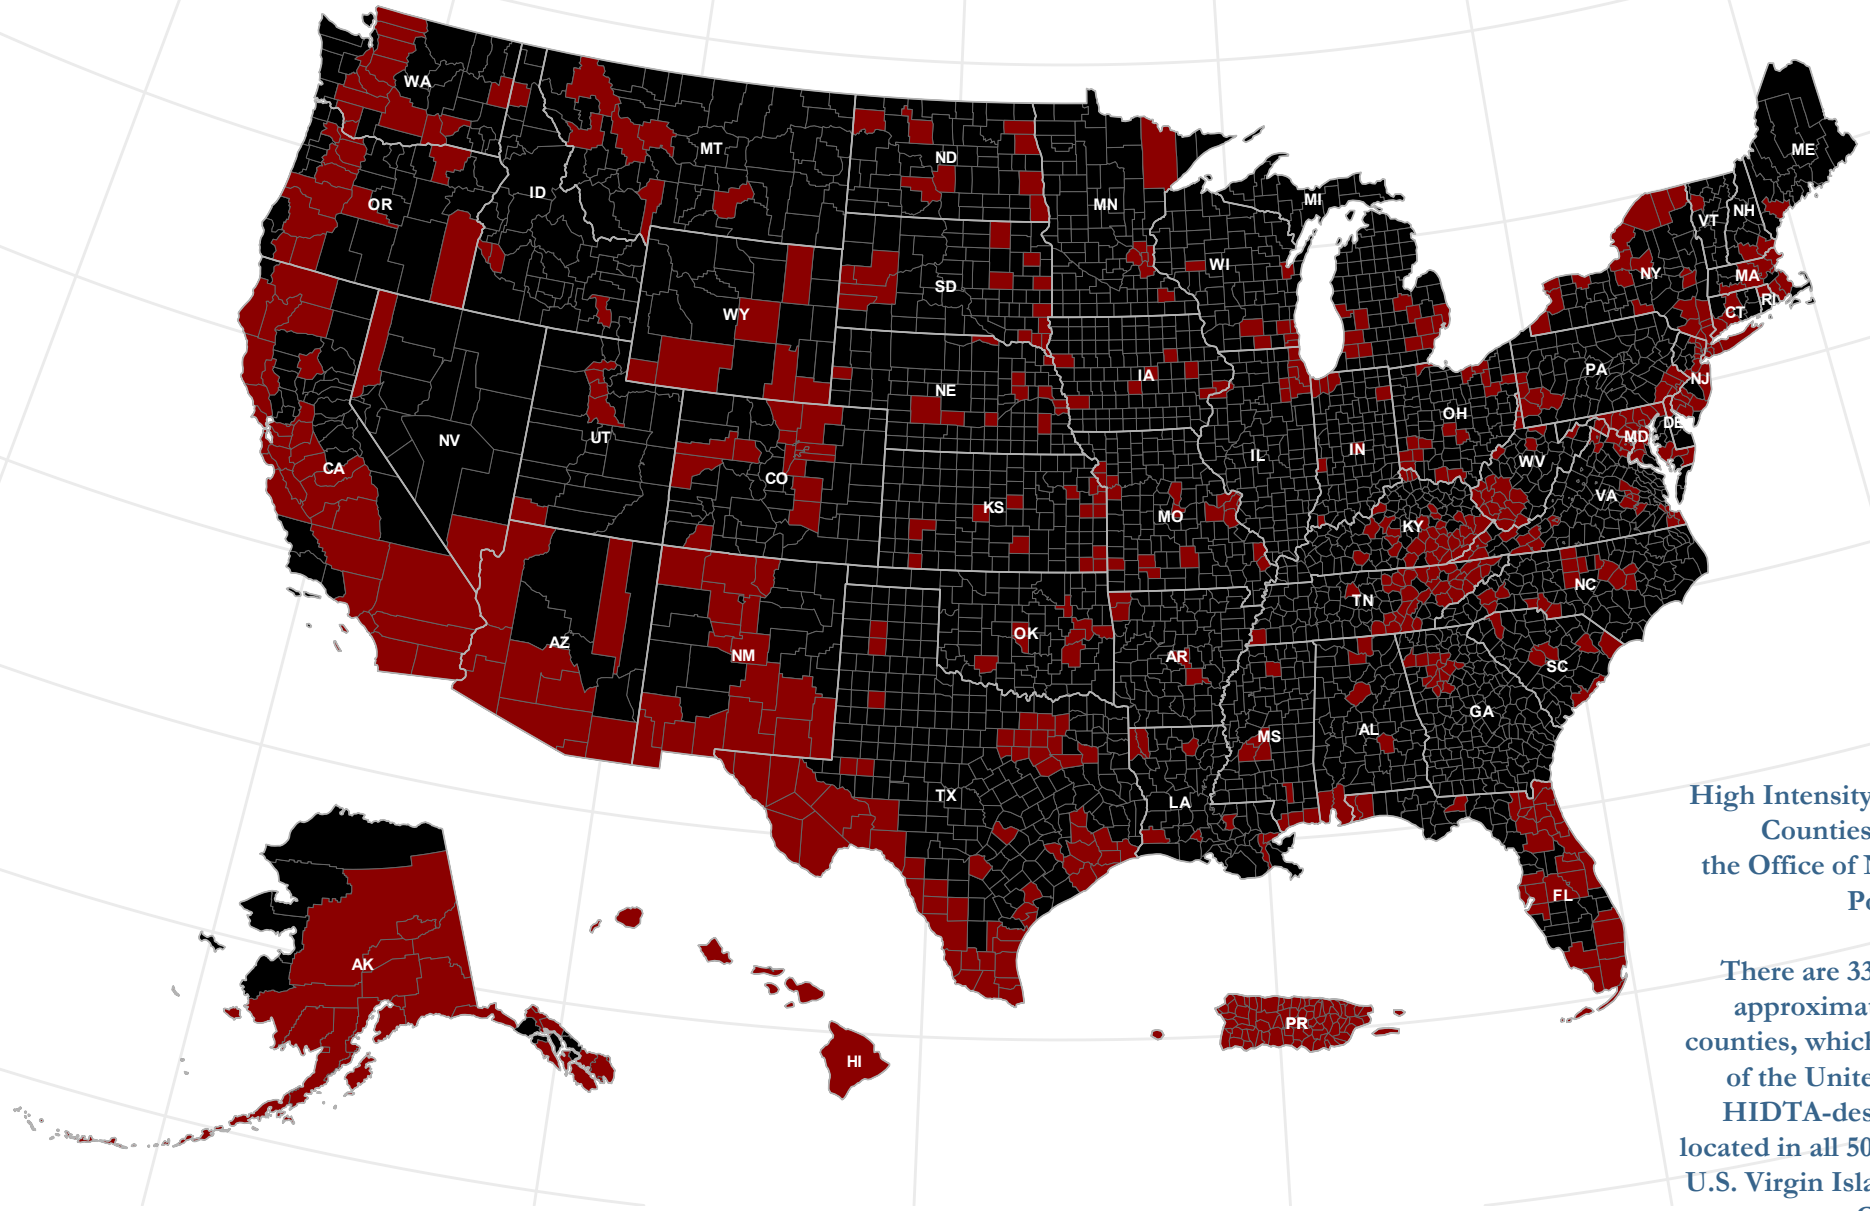 WA
MT
ND
MN
ME
OR
ID
MI
VT
NH
WI
NY
MA
SD
RI
WY
CT
IA
PA
NE
NJ
OH
DE
NV
UT
MD
IN
IL
WV
CA
CO
VA
KS
MO
KY
NC
TN
OK
AZ
NM
AR
SC
GA
AL
MS
TX
LA
FL
AK
HI
PR
High Intensity
Counties
the Office of
There are 33
counties, which
of the Unite
HIDTA-des
located in all 50
U.S. Virgin Isla